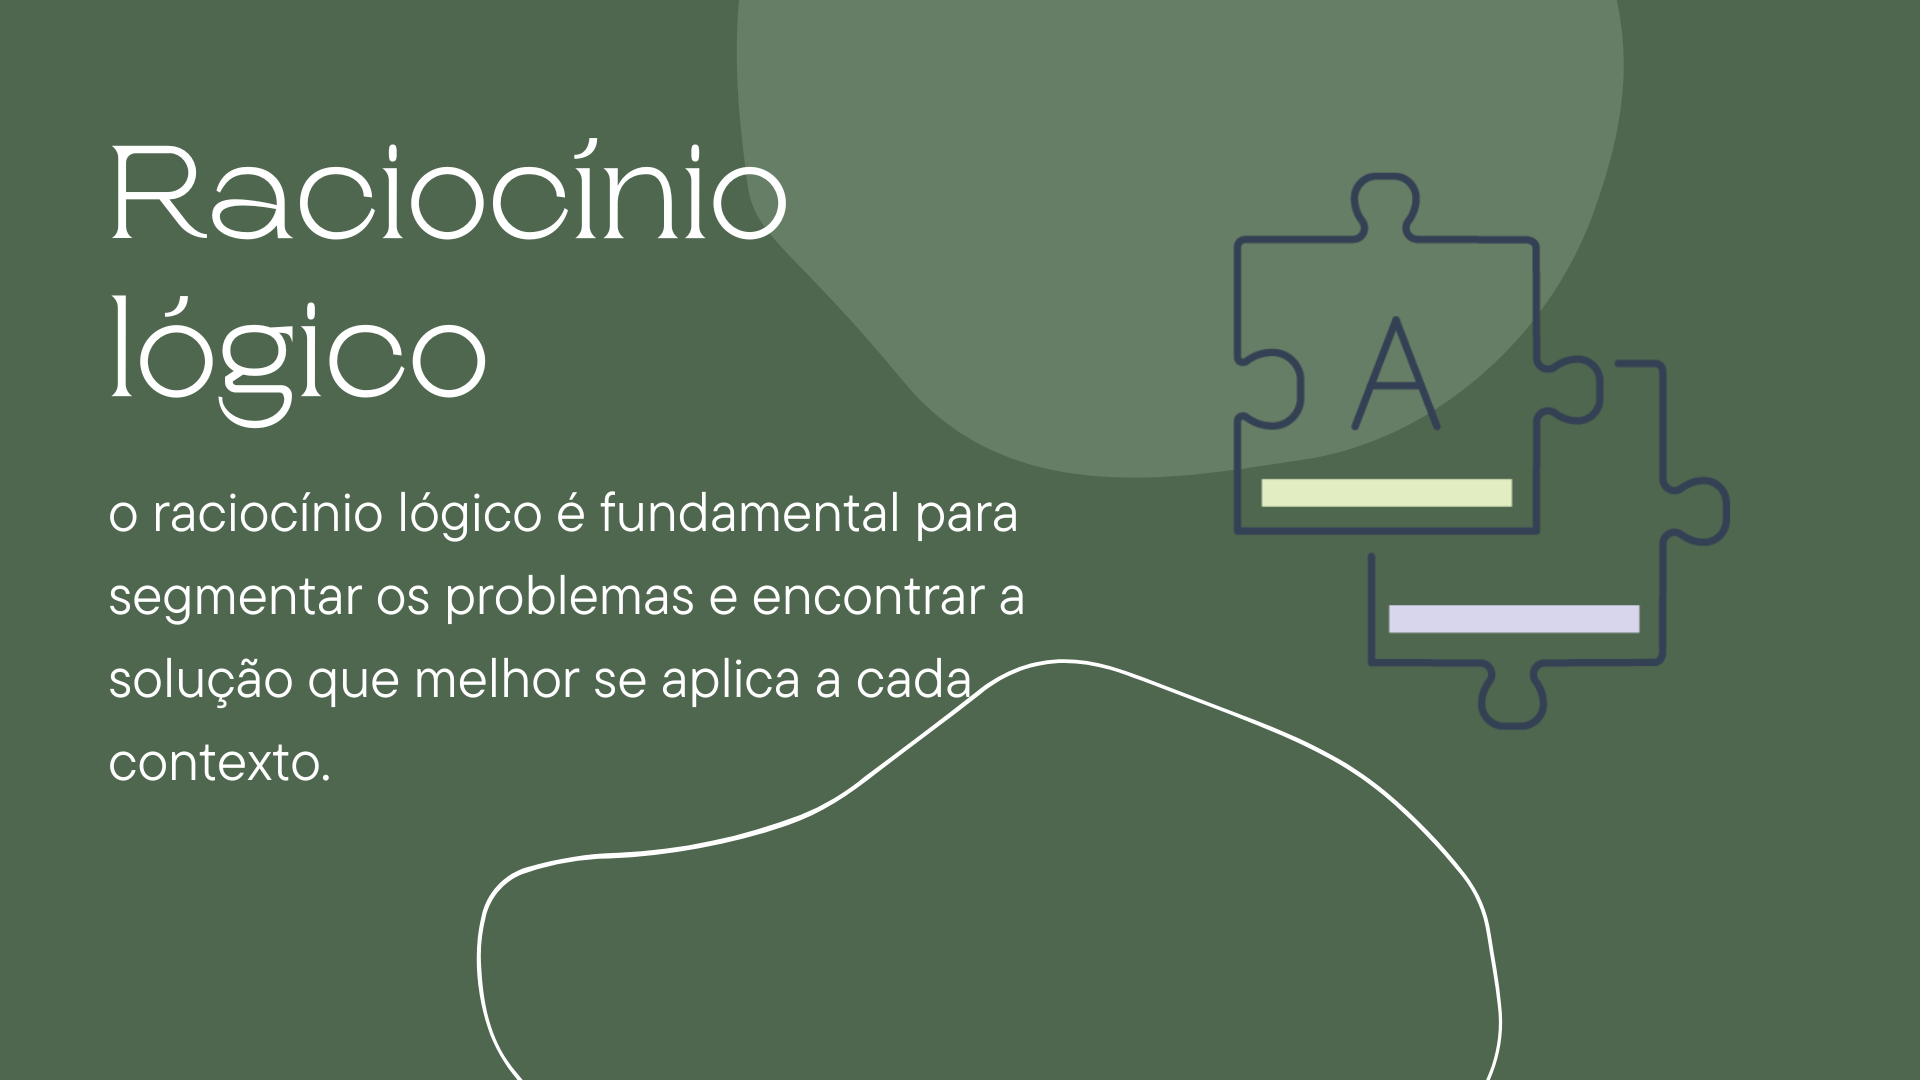 Raciocínio
lógico
o raciocínio lógico é fundamental para
segmentar os problemas e encontrar a
solução que melhor se aplica a cada
contexto.
A